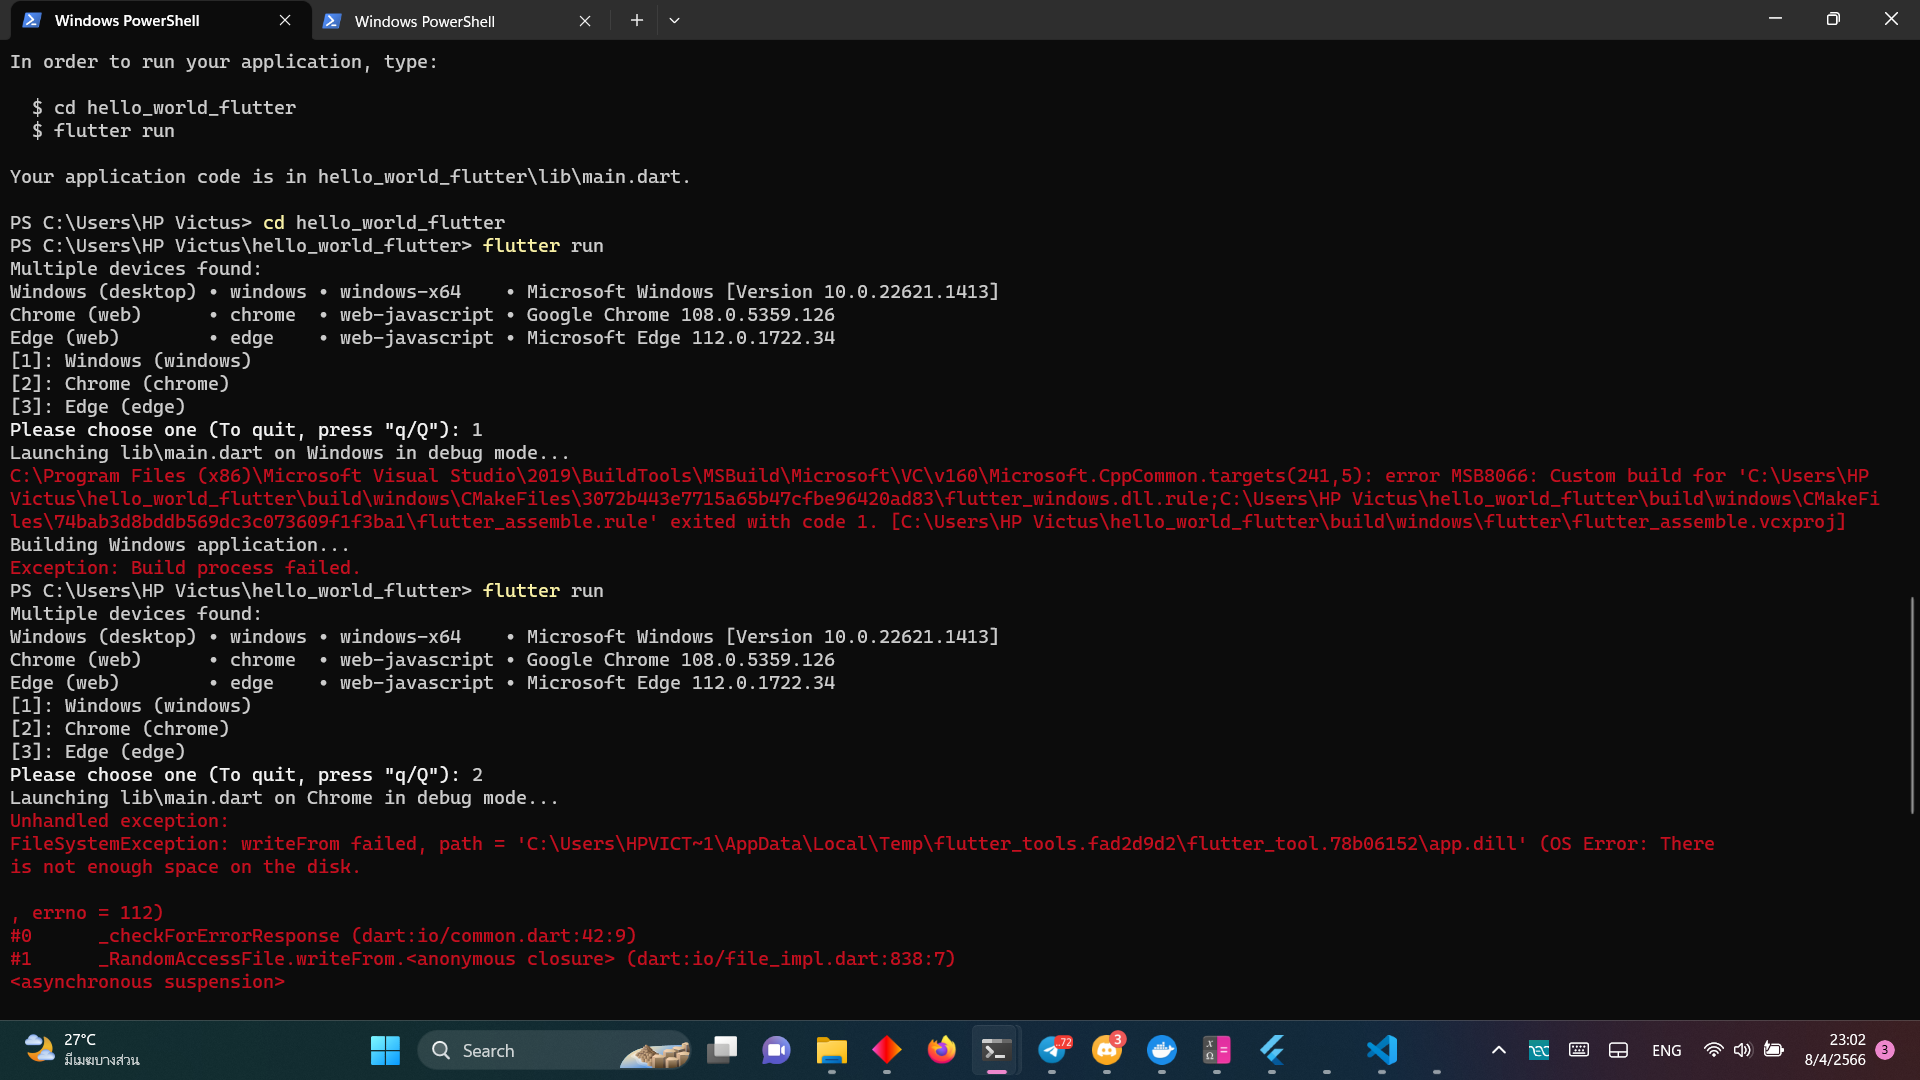 Windows PowerShell
Windows PowerShell
In order to run your application, type:
$ cd hello_world_flutter
$ flutter run
Your application code is in hello_world_flutter\lib\main.dart.
PS C:\Users\HP Victus> cd hello_world_flutter
PS C:\Users\HP Victus\hello_world_flutter> flutter run
Multiple devices found:
Windows (desktop) • windows • windows-x64    • Microsoft Windows [Version 10.0.22621.1413]
Chrome (web)      • chrome  • web-javascript • Google Chrome 108.0.5359.126
Edge (web)        • edge    • web-javascript • Microsoft Edge 112.0.1722.34
[1]: Windows (windows)
[2]: Chrome (chrome)
[3]: Edge (edge)
Please choose one (To quit, press "q/Q"): 1
Launching lib\main.dart on Windows in debug mode...
C:\Program Files (x86)\Microsoft Visual Studio\2019\BuildTools\MSBuild\Microsoft\VC\v160\Microsoft.CppCommon.targets(241,5): error MSB8066: Custom build for 'C:\Users\HP
Victus\hello_world_flutter\build\windows\CMakeFiles\3072b443e7715a65b47cfbe96420ad83\flutter_windows.dll.rule;C:\Users\HP Victus\hello_world_flutter\build\windows\CMakeFi
les\74bab3d8bddb569dc3c073609f1f3ba1\flutter_assemble.rule' exited with code 1. [C:\Users\HP Victus\hello_world_flutter\build\windows\flutter\flutter_assemble.vcxproj]
Building Windows application...
Exception: Build process failed.
PS C:\Users\HP Victus\hello_world_flutter> flutter run
Multiple devices found:
Windows (desktop) • windows • windows-x64    • Microsoft Windows [Version 10.0.22621.1413]
Chrome (web)      • chrome  • web-javascript • Google Chrome 108.0.5359.126
Edge (web)        • edge    • web-javascript • Microsoft Edge 112.0.1722.34
[1]: Windows (windows)
[2]: Chrome (chrome)
[3]: Edge (edge)
Please choose one (To quit, press "q/Q"): 2
Launching lib\main.dart on Chrome in debug mode...
Unhandled exception:
FileSystemException: writeFrom failed, path = 'C:\Users\HPVICT~1\AppData\Local\Temp\flutter_tools.fad2d9d2\flutter_tool.78b06152\app.dill' (OS Error: There
is not enough space on the disk.
, errno = 112)
#0      _checkForErrorResponse (dart:io/common.dart:42:9)
#1      _RandomAccessFile.writeFrom.<anonymous closure> (dart:io/file_impl.dart:838:7)
<asynchronous suspension>
27°C
มีเมฆบางส่วน
Search
..72
3
ENG
23:02
8/4/2566
3